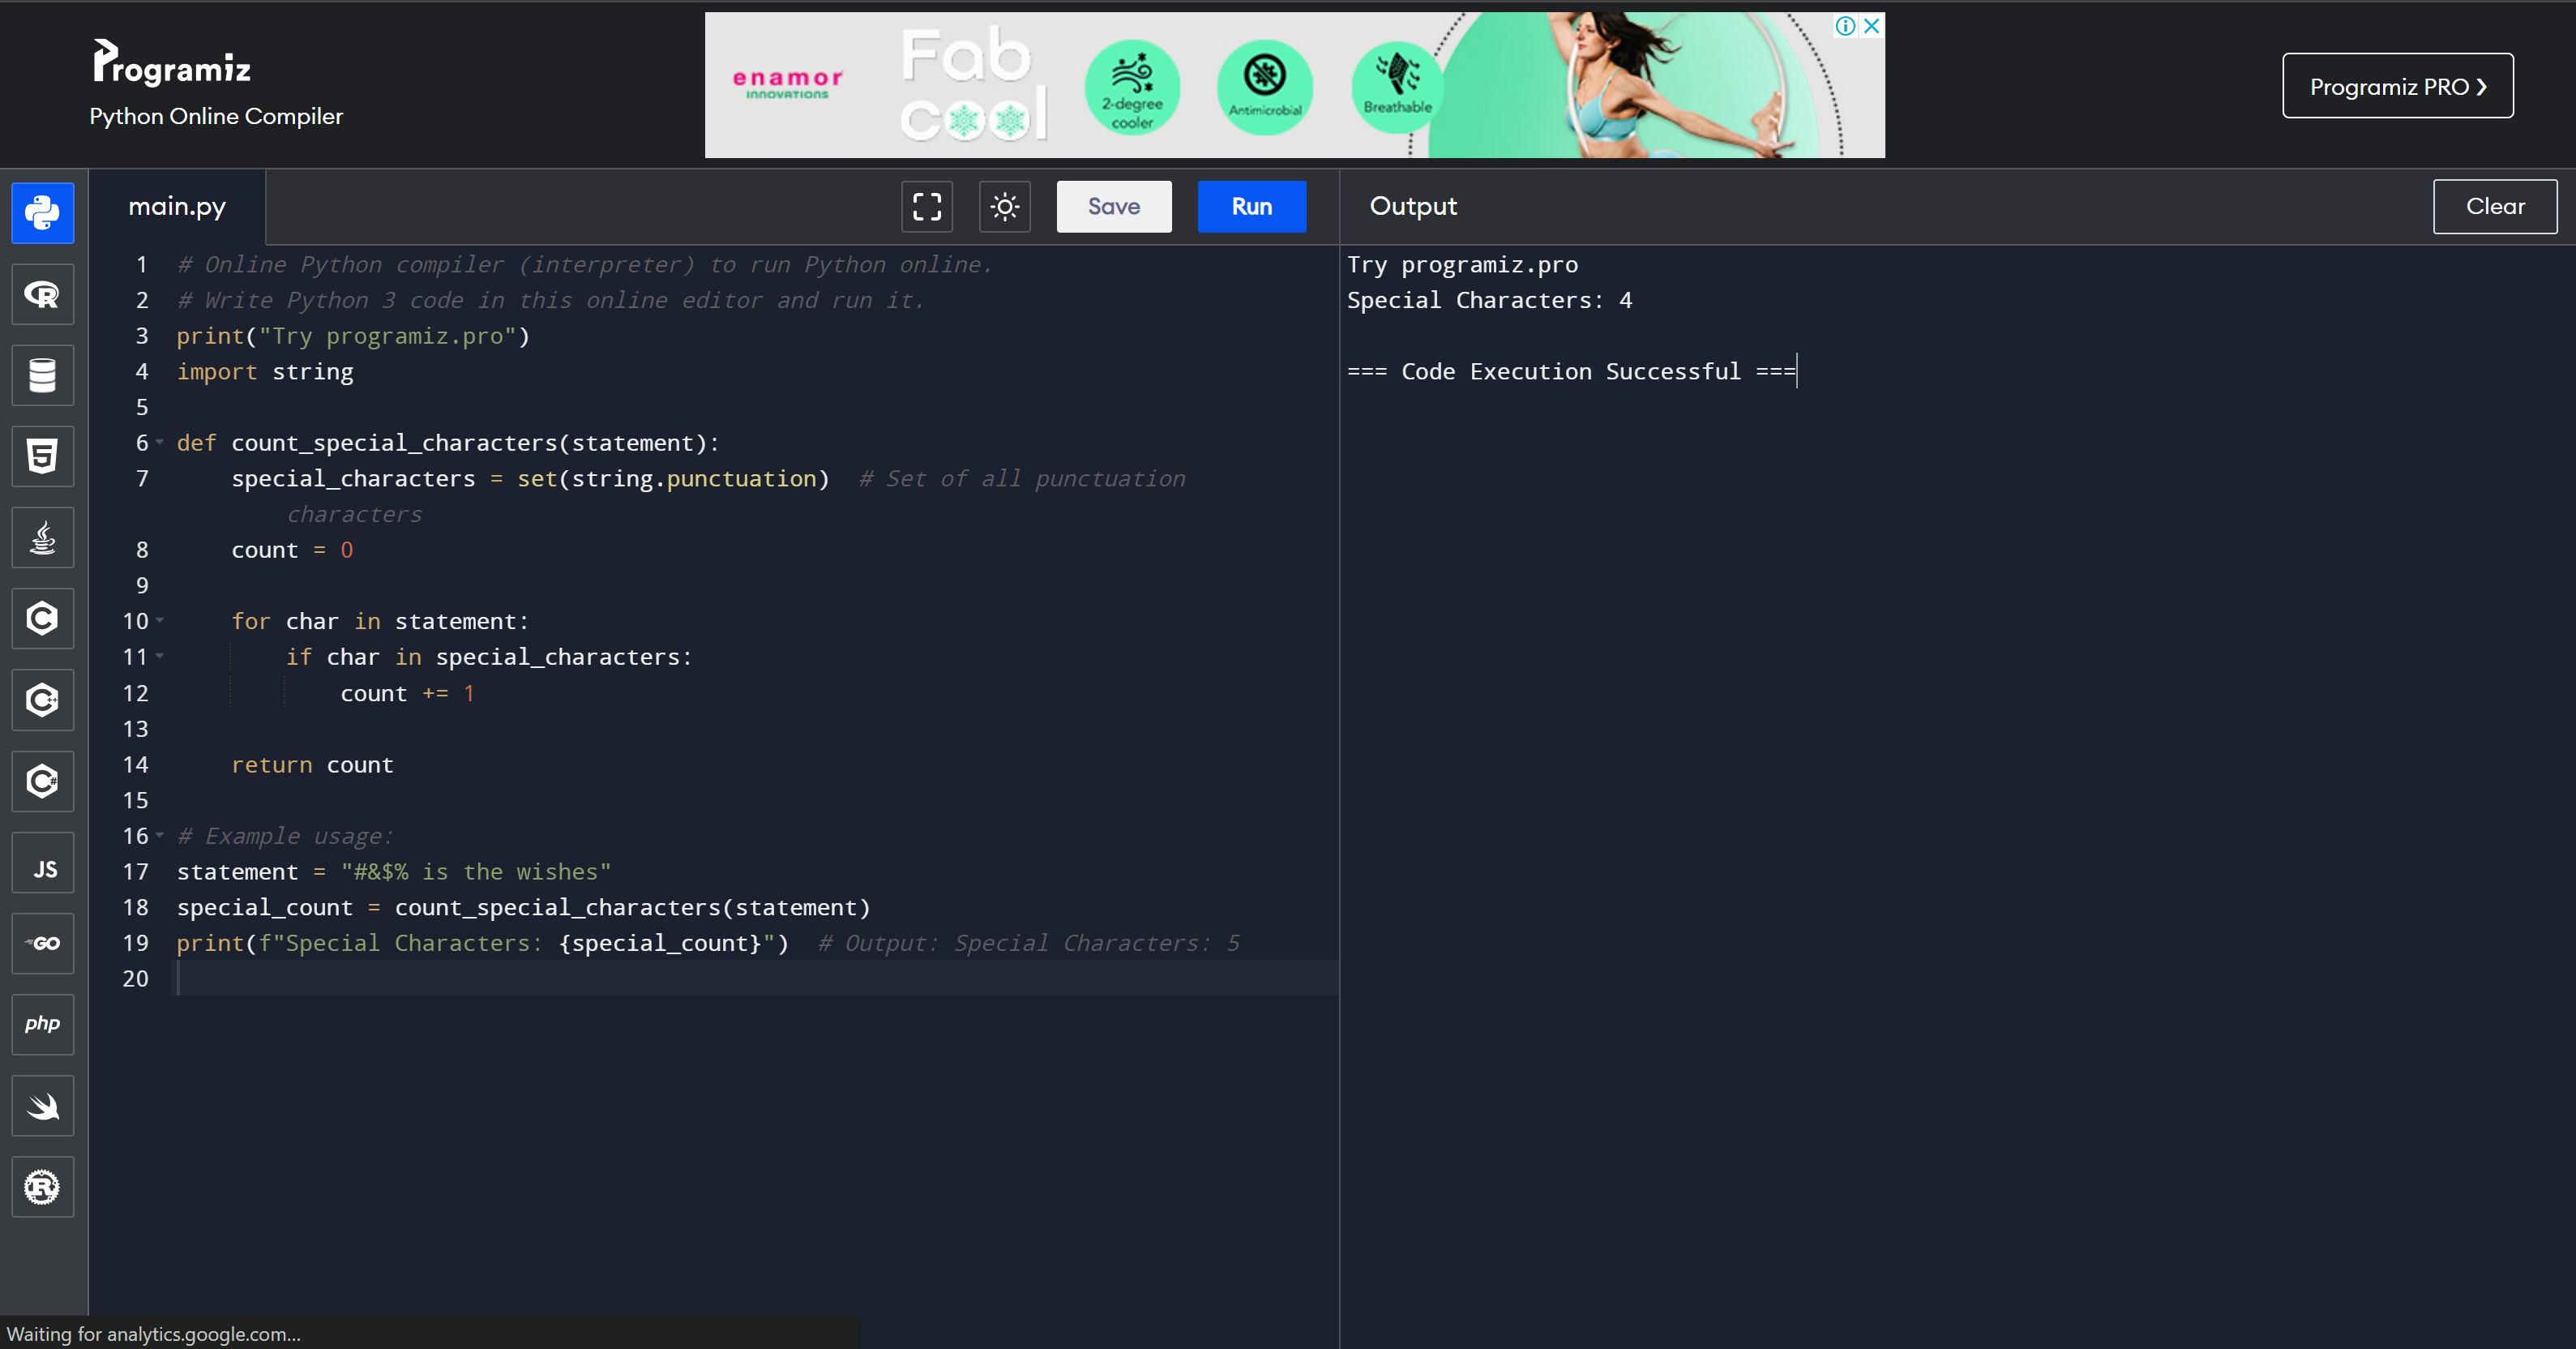 Programiz
Python Online Compiler
enamor
INNOVATIONS
Fab
cool
2-degree
cooler
Antimicrobial
Breathable
Programiz PRO ❯
main.py
Save
Run
Output
Clear
1 # Online Python compiler (interpreter) to run Python online.
2 # Write Python 3 code in this online editor and run it.
3 print("Try programiz.pro")
4 import string
5
6 def count_special_characters(statement):
7     special_characters = set(string.punctuation)  # Set of all punctuation
characters
8     count = 0
9
10     for char in statement:
11         if char in special_characters:
12             count += 1
13
14     return count
15
16 # Example usage:
17 statement = "#&$% is the wishes"
18 special_count = count_special_characters(statement)
19 print(f"Special Characters: {special_count}")  # Output: Special Characters: 5
20
Try programiz.pro
Special Characters: 4
=== Code Execution Successful ===
R
5
C
C++
C#
JS
GO
php
R
Waiting for analytics.google.com...